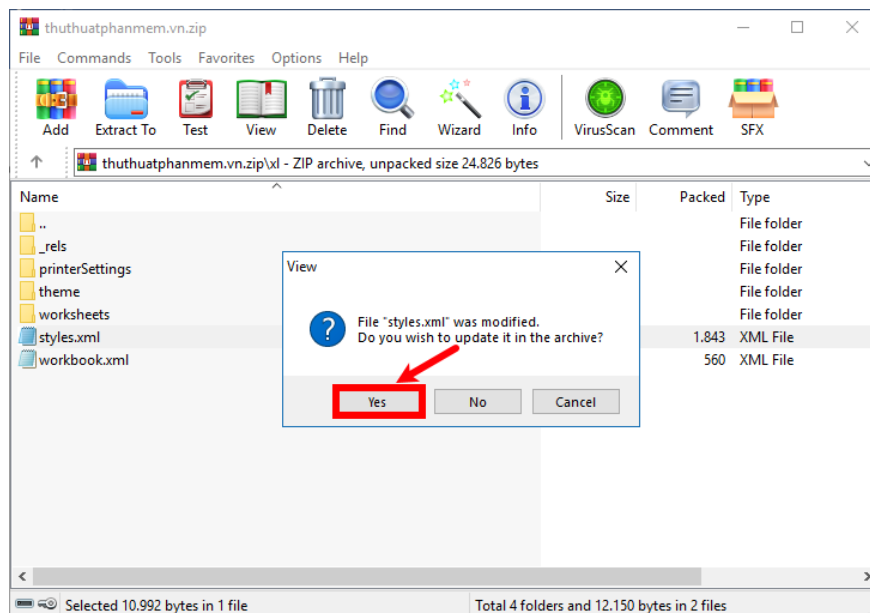 thuthuatphanmem.vn.zip
File Commands Tools Favorites Options Help
Add Extract To Test View Delete Find Wizard Info VirusScan Comment SFX
thuthuatphanmem.vn.zip\xl - ZIP archive, unpacked size 24.826 bytes
Name Size Packed Type
.. File folder
_rels File folder
printerSettings File folder
theme File folder
worksheets File folder
styles.xml 1.843 XML File
workbook.xml 560 XML File
View
File "styles.xml" was modified.
Do you wish to update it in the archive?
Yes No Cancel
Selected 10.992 bytes in 1 file Total 4 folders and 12.150 bytes in 2 files